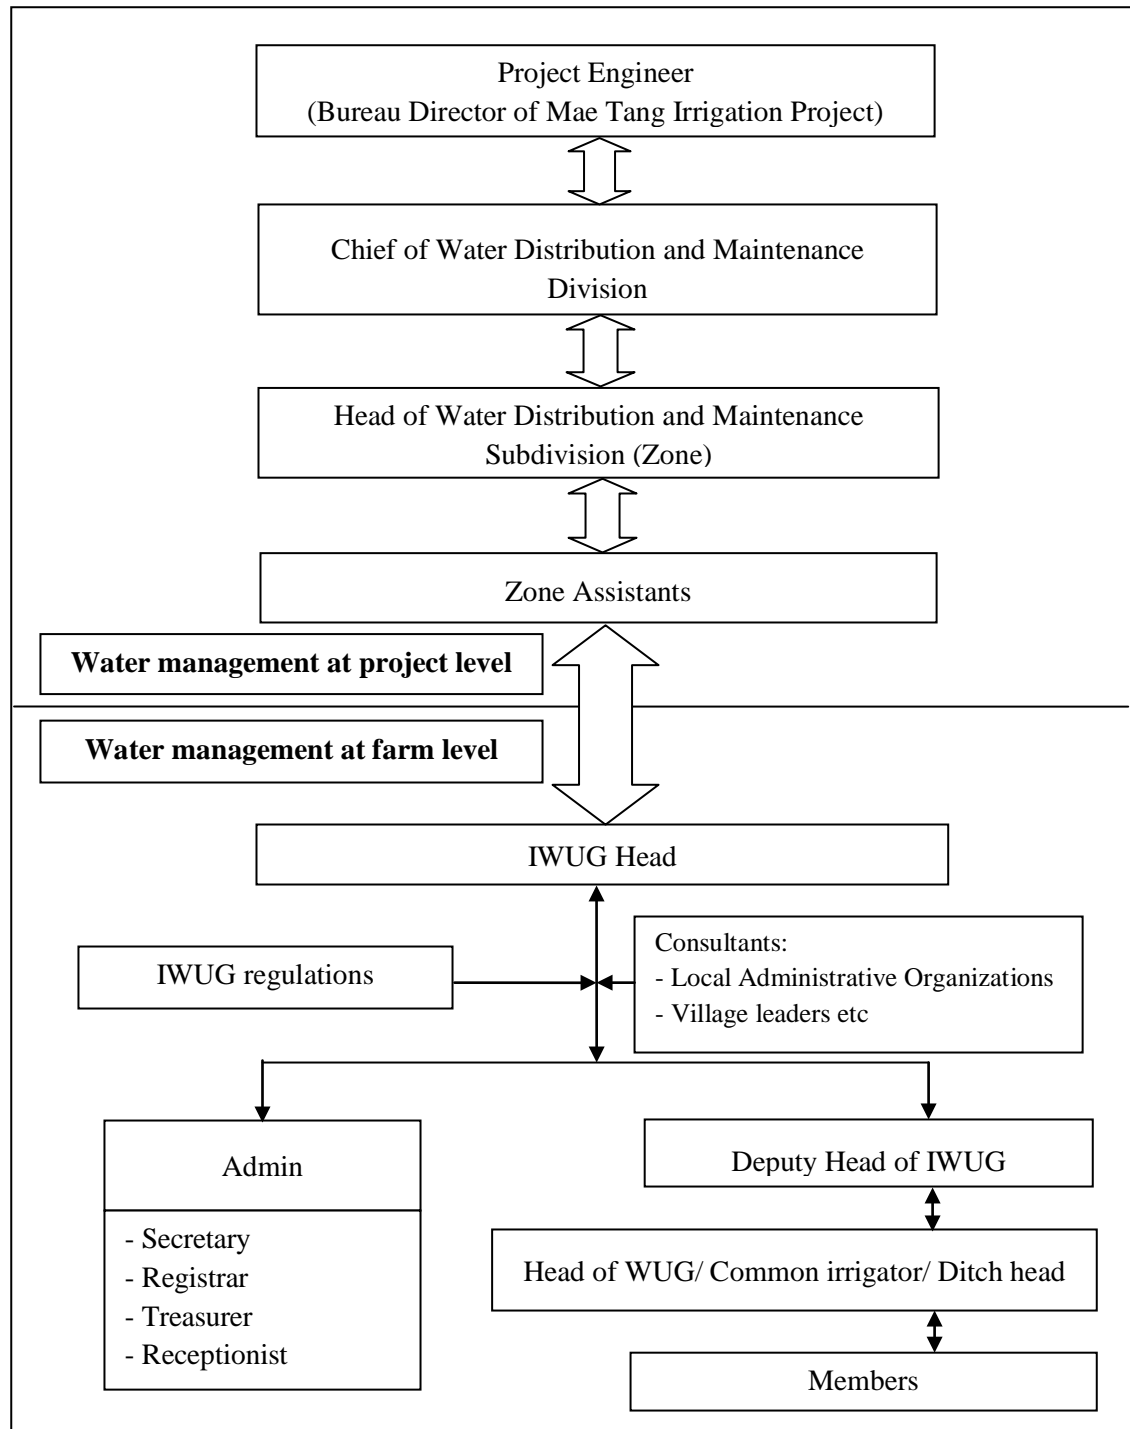 Project Engineer
(Bureau Director of Mae Tang Irrigation Project)
Chief of Water Distribution and Maintenance
Division
Head of Water Distribution and Maintenance
Subdivision (Zone)
Zone Assistants
Water management at project level
Water management at farm level
IWUG Head
IWUG regulations
Consultants:
- Local Administrative Organizations
- Village leaders etc
Admin
- Secretary
- Registrar
- Treasurer
- Receptionist
Deputy Head of IWUG
Head of WUG/ Common irrigator/ Ditch head
Members